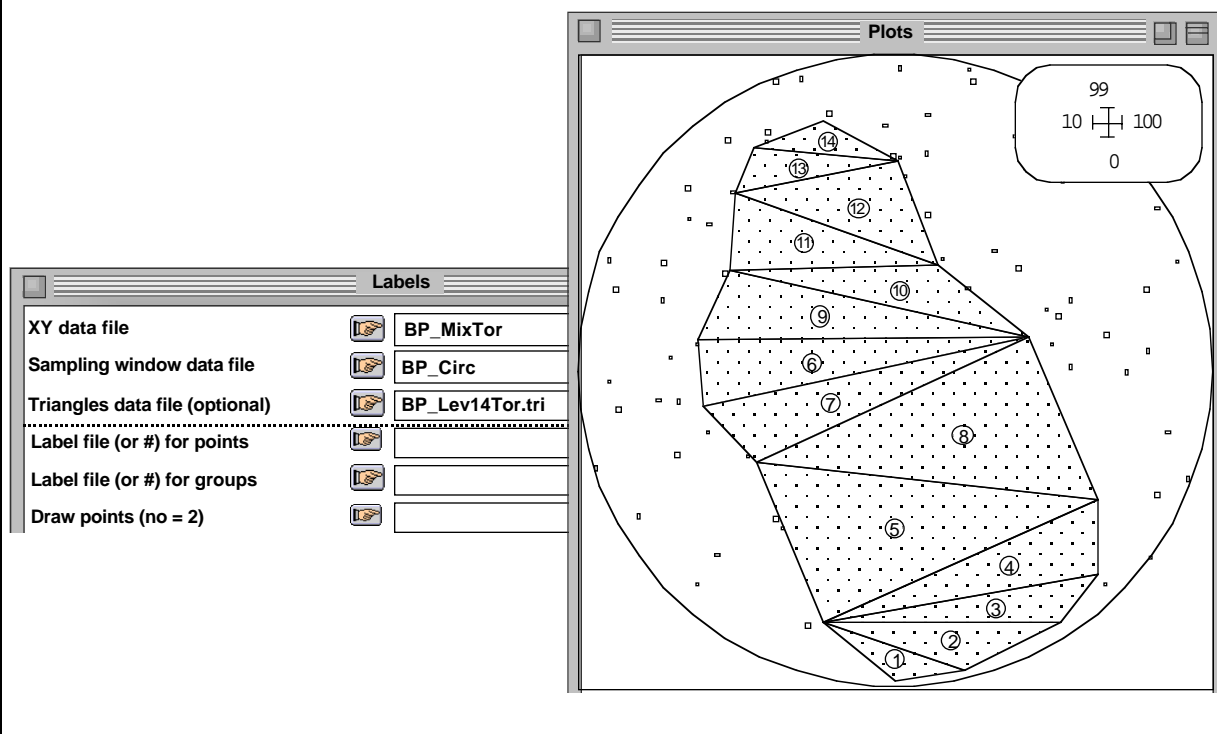 Plots
99
10 100
0
14
13
12
11
10
9
6
7
8
5
4
3
2
1
Labels
XY data file BP_MixTor
Sampling window data file BP_Circ
Triangles data file (optional) BP_Lev14Tor.tri
Label file (or #) for points
Label file (or #) for groups
Draw points (no = 2)